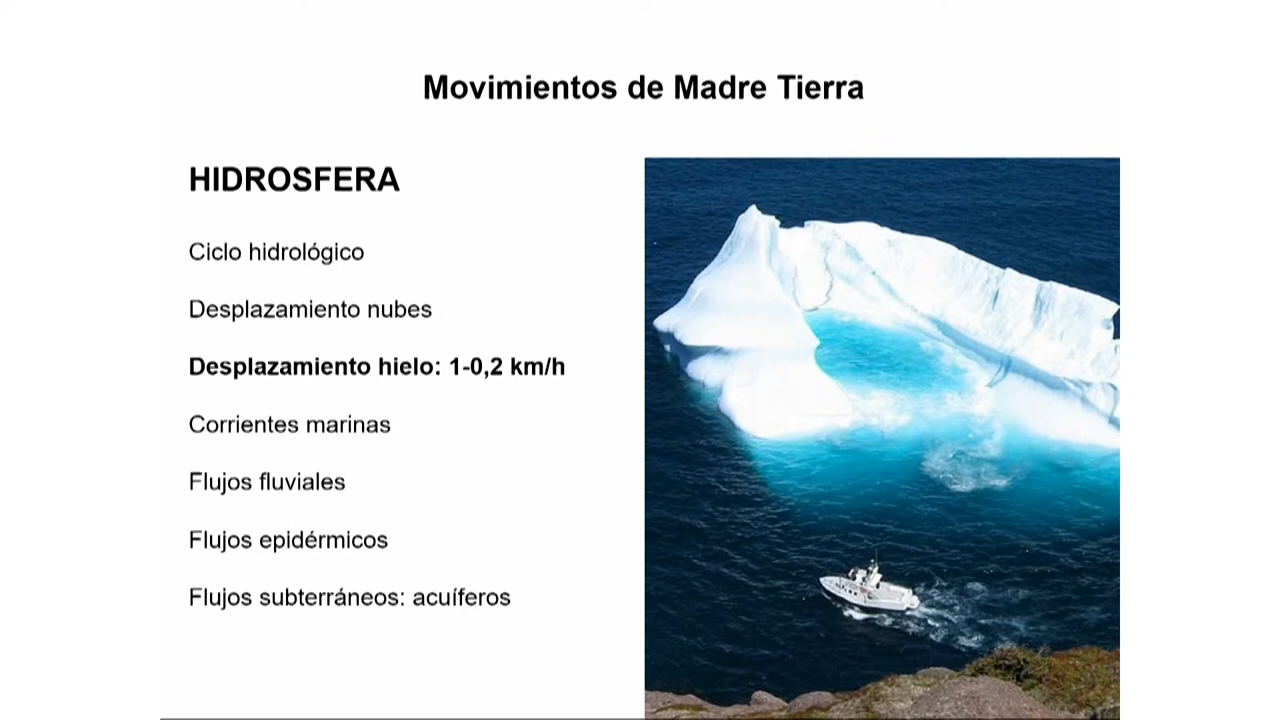 Movimientos de Madre Tierra
HIDROSFERA
Ciclo hidrológico
Desplazamiento nubes
Desplazamiento hielo: 1-0,2 km/h
Corrientes marinas
Flujos fluviales
Flujos epidérmicos
Flujos subterráneos: acuíferos